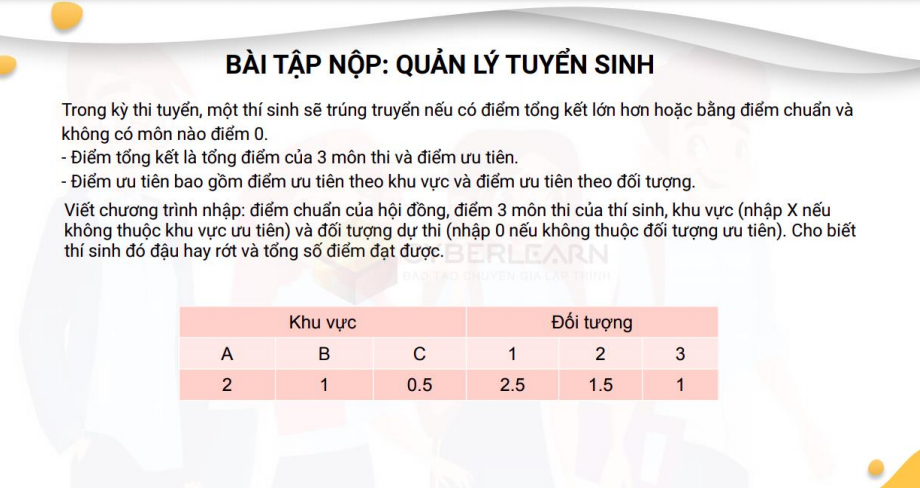 BÀI TẬP NỘP: QUẢN LÝ TUYỂN SINH
Trong kỳ thi tuyển, một thí sinh sẽ trúng truyển nếu có điểm tổng kết lớn hơn hoặc bằng điểm chuẩn và
không có môn nào điểm 0.
- Điểm tổng kết là tổng điểm của 3 môn thi và điểm ưu tiên.
- Điểm ưu tiên bao gồm điểm ưu tiên theo khu vực và điểm ưu tiên theo đối tượng.
Viết chương trình nhập: điểm chuẩn của hội đồng, điểm 3 môn thi của thí sinh, khu vực (nhập X nếu
không thuộc khu vực ưu tiên) và đối tượng dự thi (nhập 0 nếu không thuộc đối tượng ưu tiên). Cho biết
thí sinh đó đậu hay rớt và tổng số điểm đạt được.
CYBERLEARN
ĐÀO TẠO CHUYÊN GIA LẬP TRÌNH
Khu vực Đối tượng
A B C 1 2 3
2 1 0.5 2.5 1.5 1